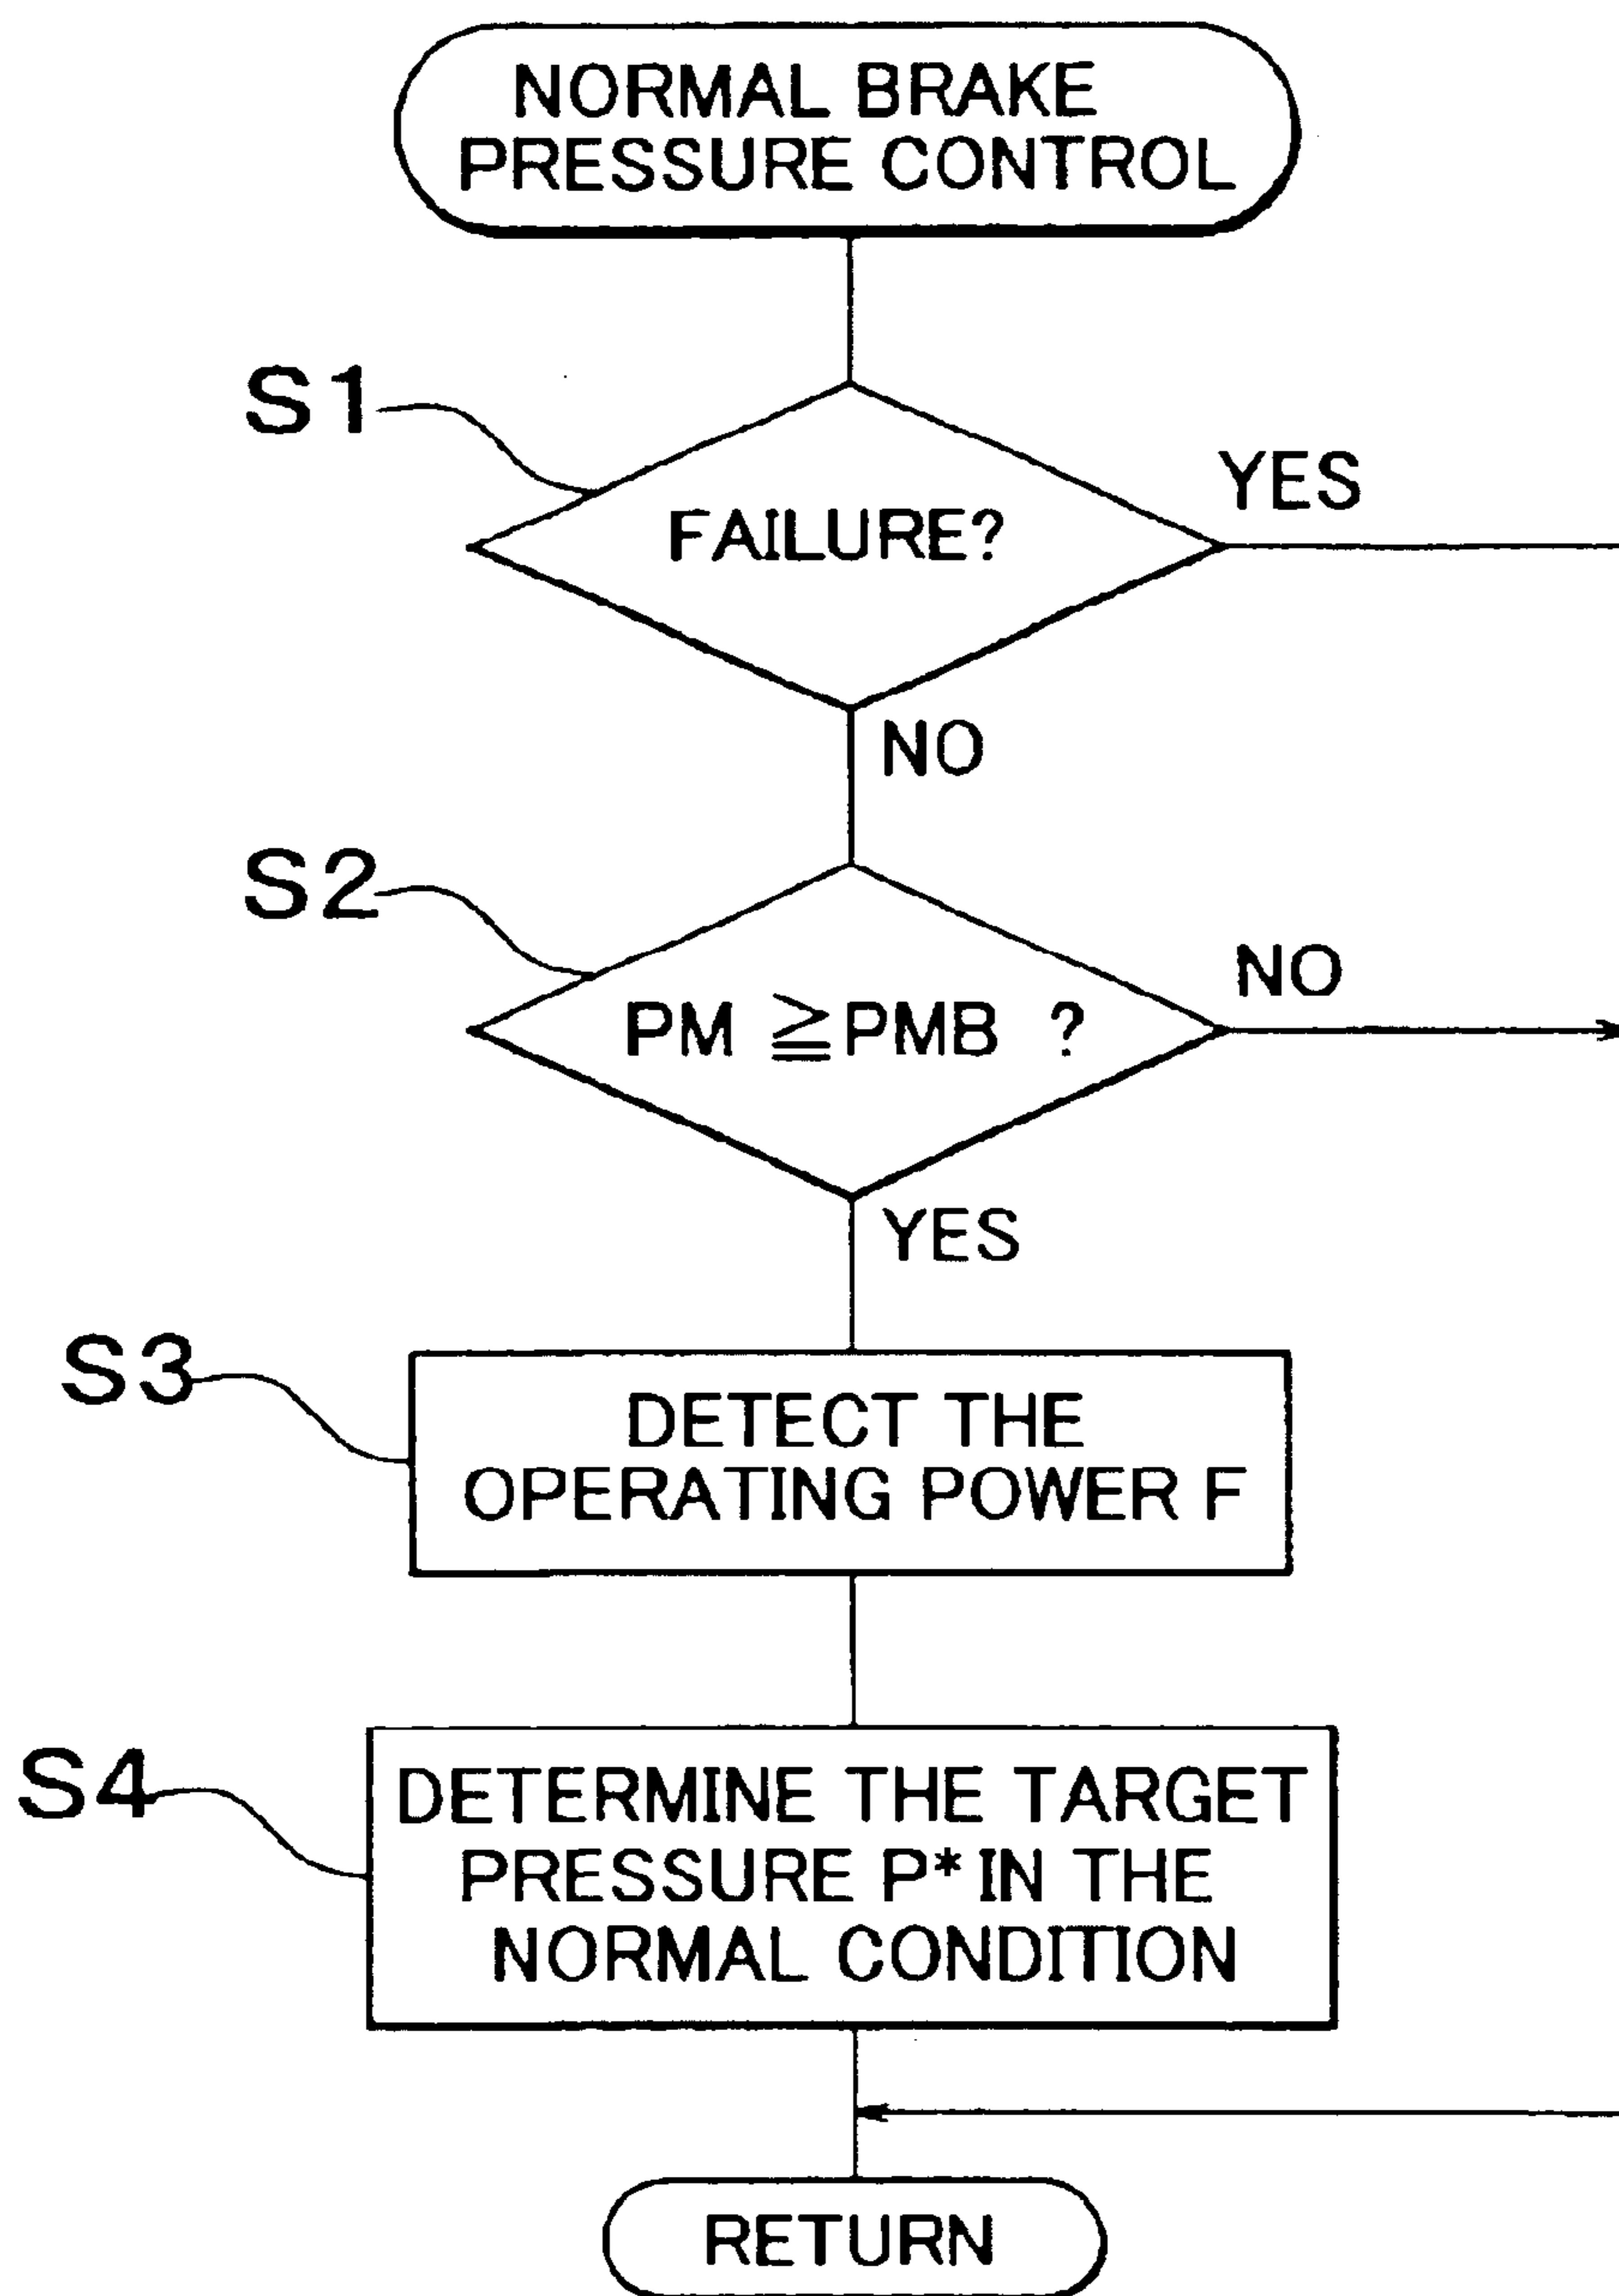 NORMAL BRAKE
PRESSURE CONTROL
S1
FAILURE?
YES
NO
S2
PM ≧PMB ?
NO
YES
S3
DETECT THE
OPERATING POWER F
S4
DETERMINE THE TARGET
PRESSURE P* IN THE
NORMAL CONDITION
RETURN